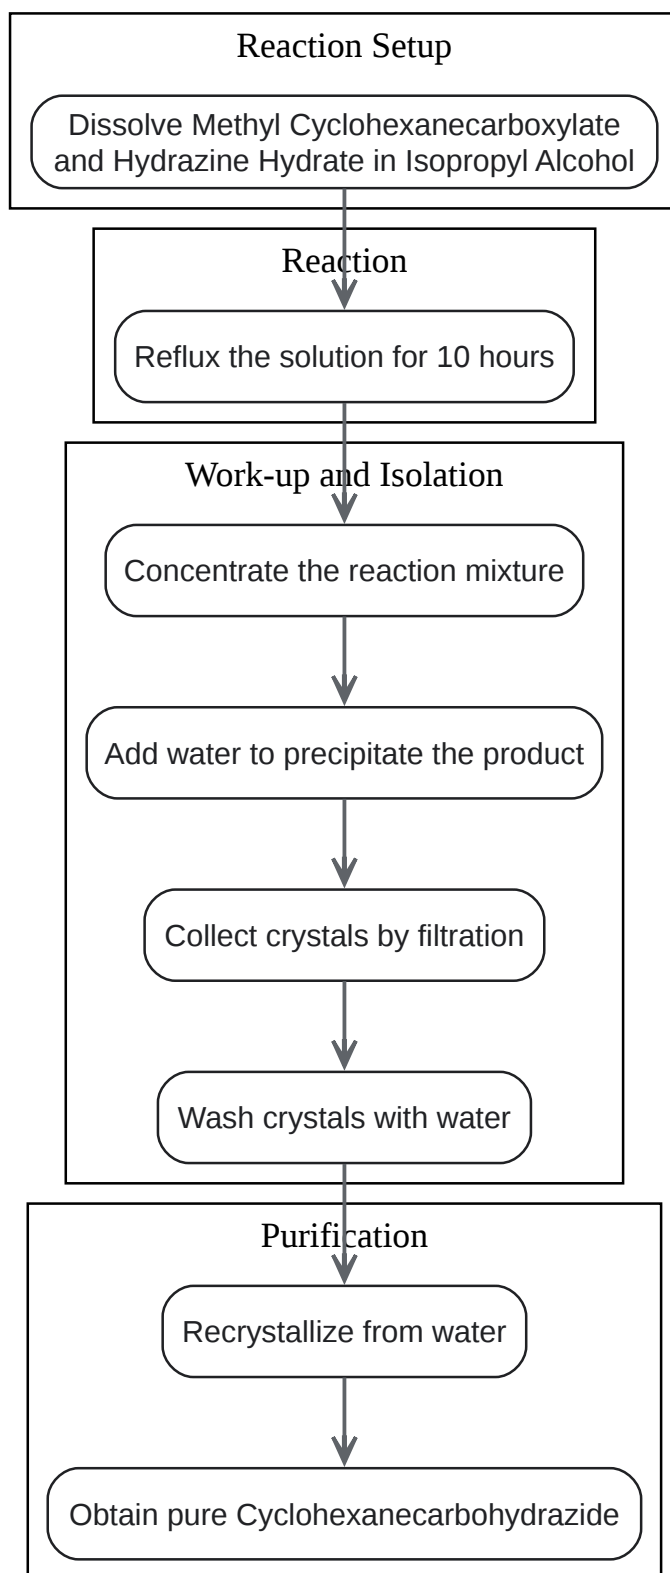 Reaction Setup
Dissolve Methyl Cyclohexanecarboxylate
and Hydrazine Hydrate in Isopropyl Alcohol
Reaction
Reflux the solution for 10 hours
Work-up and Isolation
Concentrate the reaction mixture
Add water to precipitate the product
Collect crystals by filtration
Wash crystals with water
Purification
Recrystallize from water
Obtain pure Cyclohexanecarbohydrazide